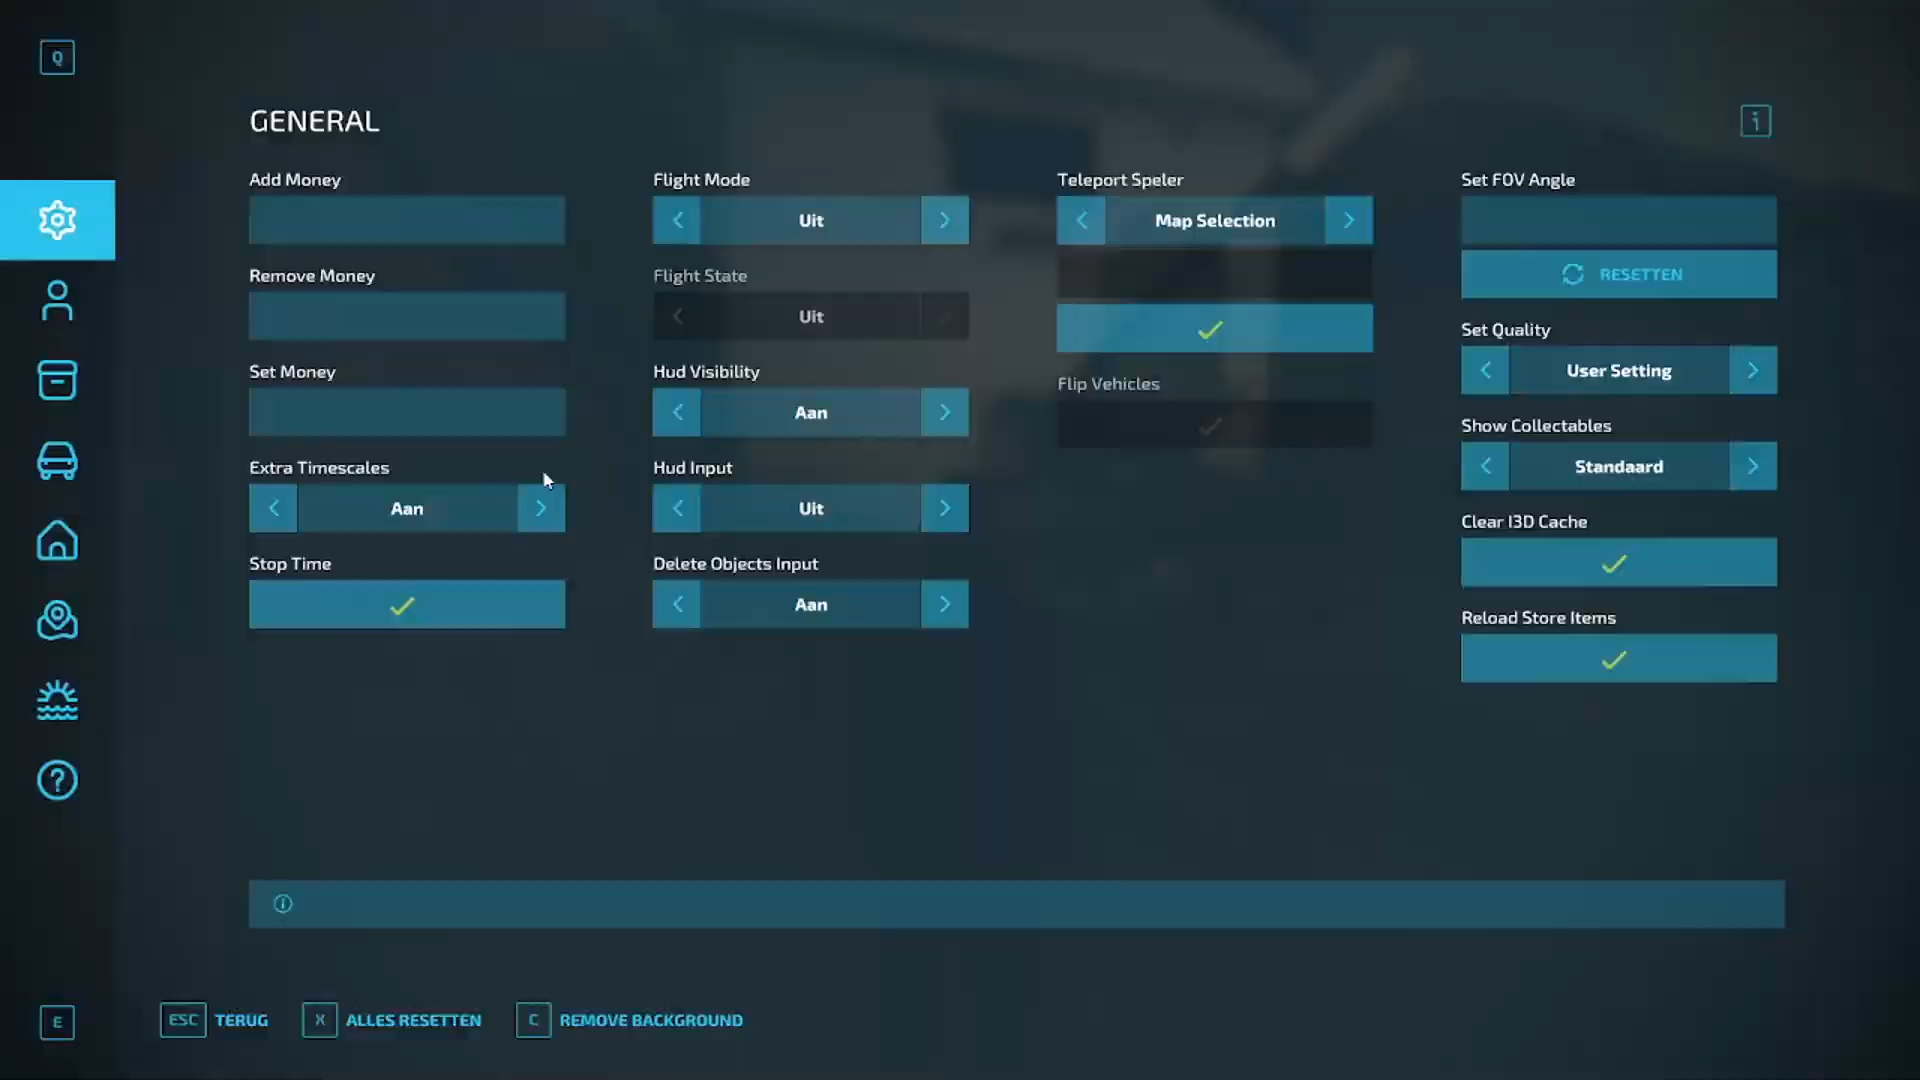 Q
GENERAL
Add Money
Remove Money
Set Money
Extra Timescales
Aan
Stop Time
Flight Mode
Uit
Flight State
Uit
Hud Visibility
Aan
Hud Input
Uit
Delete Objects Input
Aan
Teleport Speler
Map Selection
Flip Vehicles
Set FOV Angle
RESETTEN
Set Quality
User Setting
Show Collectables
Standaard
Clear I3D Cache
Reload Store Items
E
ESC TERUG
X ALLES RESETTEN
C REMOVE BACKGROUND